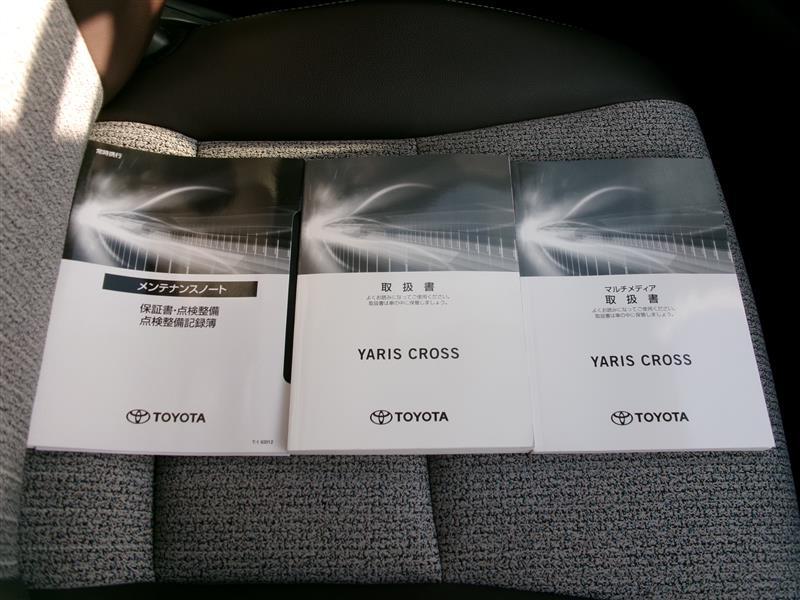 常時携行
メンテナンスノート
保証書・点検整備
点検整備記録簿
TOYOTA
取扱書
よくお読みになってご使用ください。
取扱書は車の中に保管しましょう。
YARIS CROSS
TOYOTA
マルチメディア
取扱書
よくお読みになってご使用ください。
取扱書は車の中に保管しましょう。
YARIS CROSS
TOYOTA